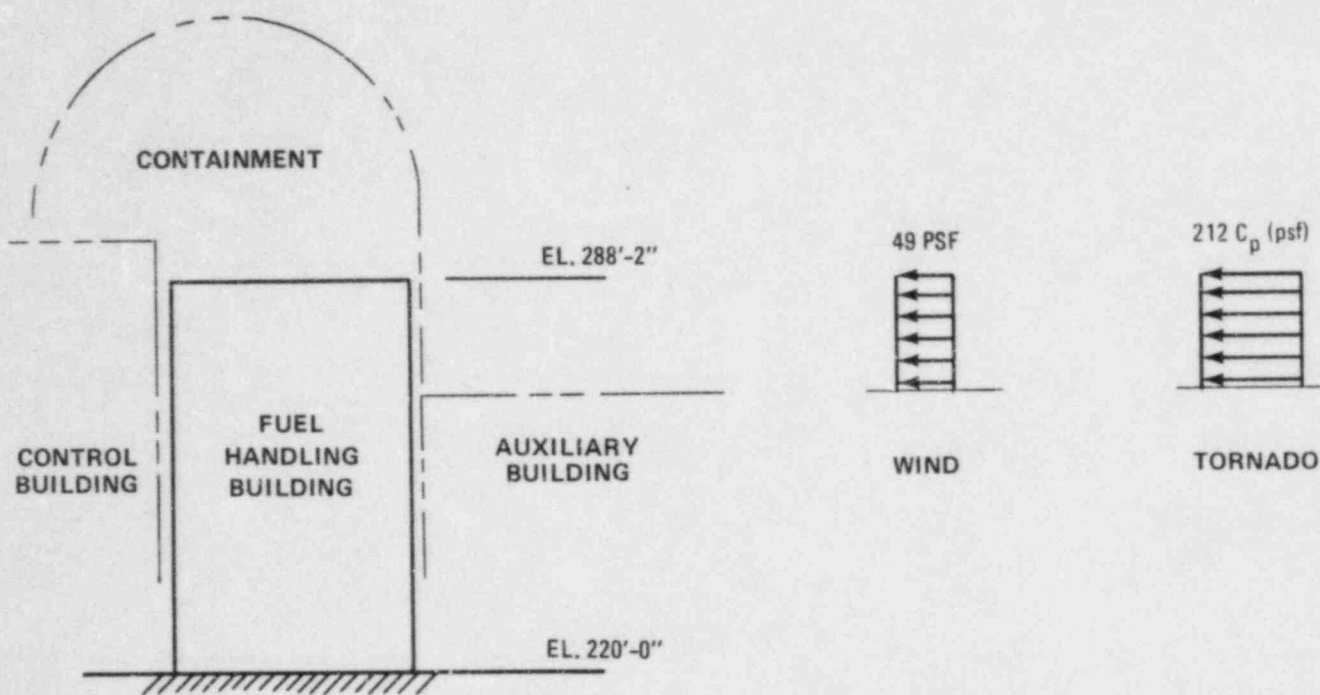 CONTAINMENT
EL. 288'-2"
49 PSF
212 Cp (psf)
CONTROL
BUILDING
FUEL
HANDLING
BUILDING
AUXILIARY
BUILDING
WIND
TORNADO
EL. 220'-0"